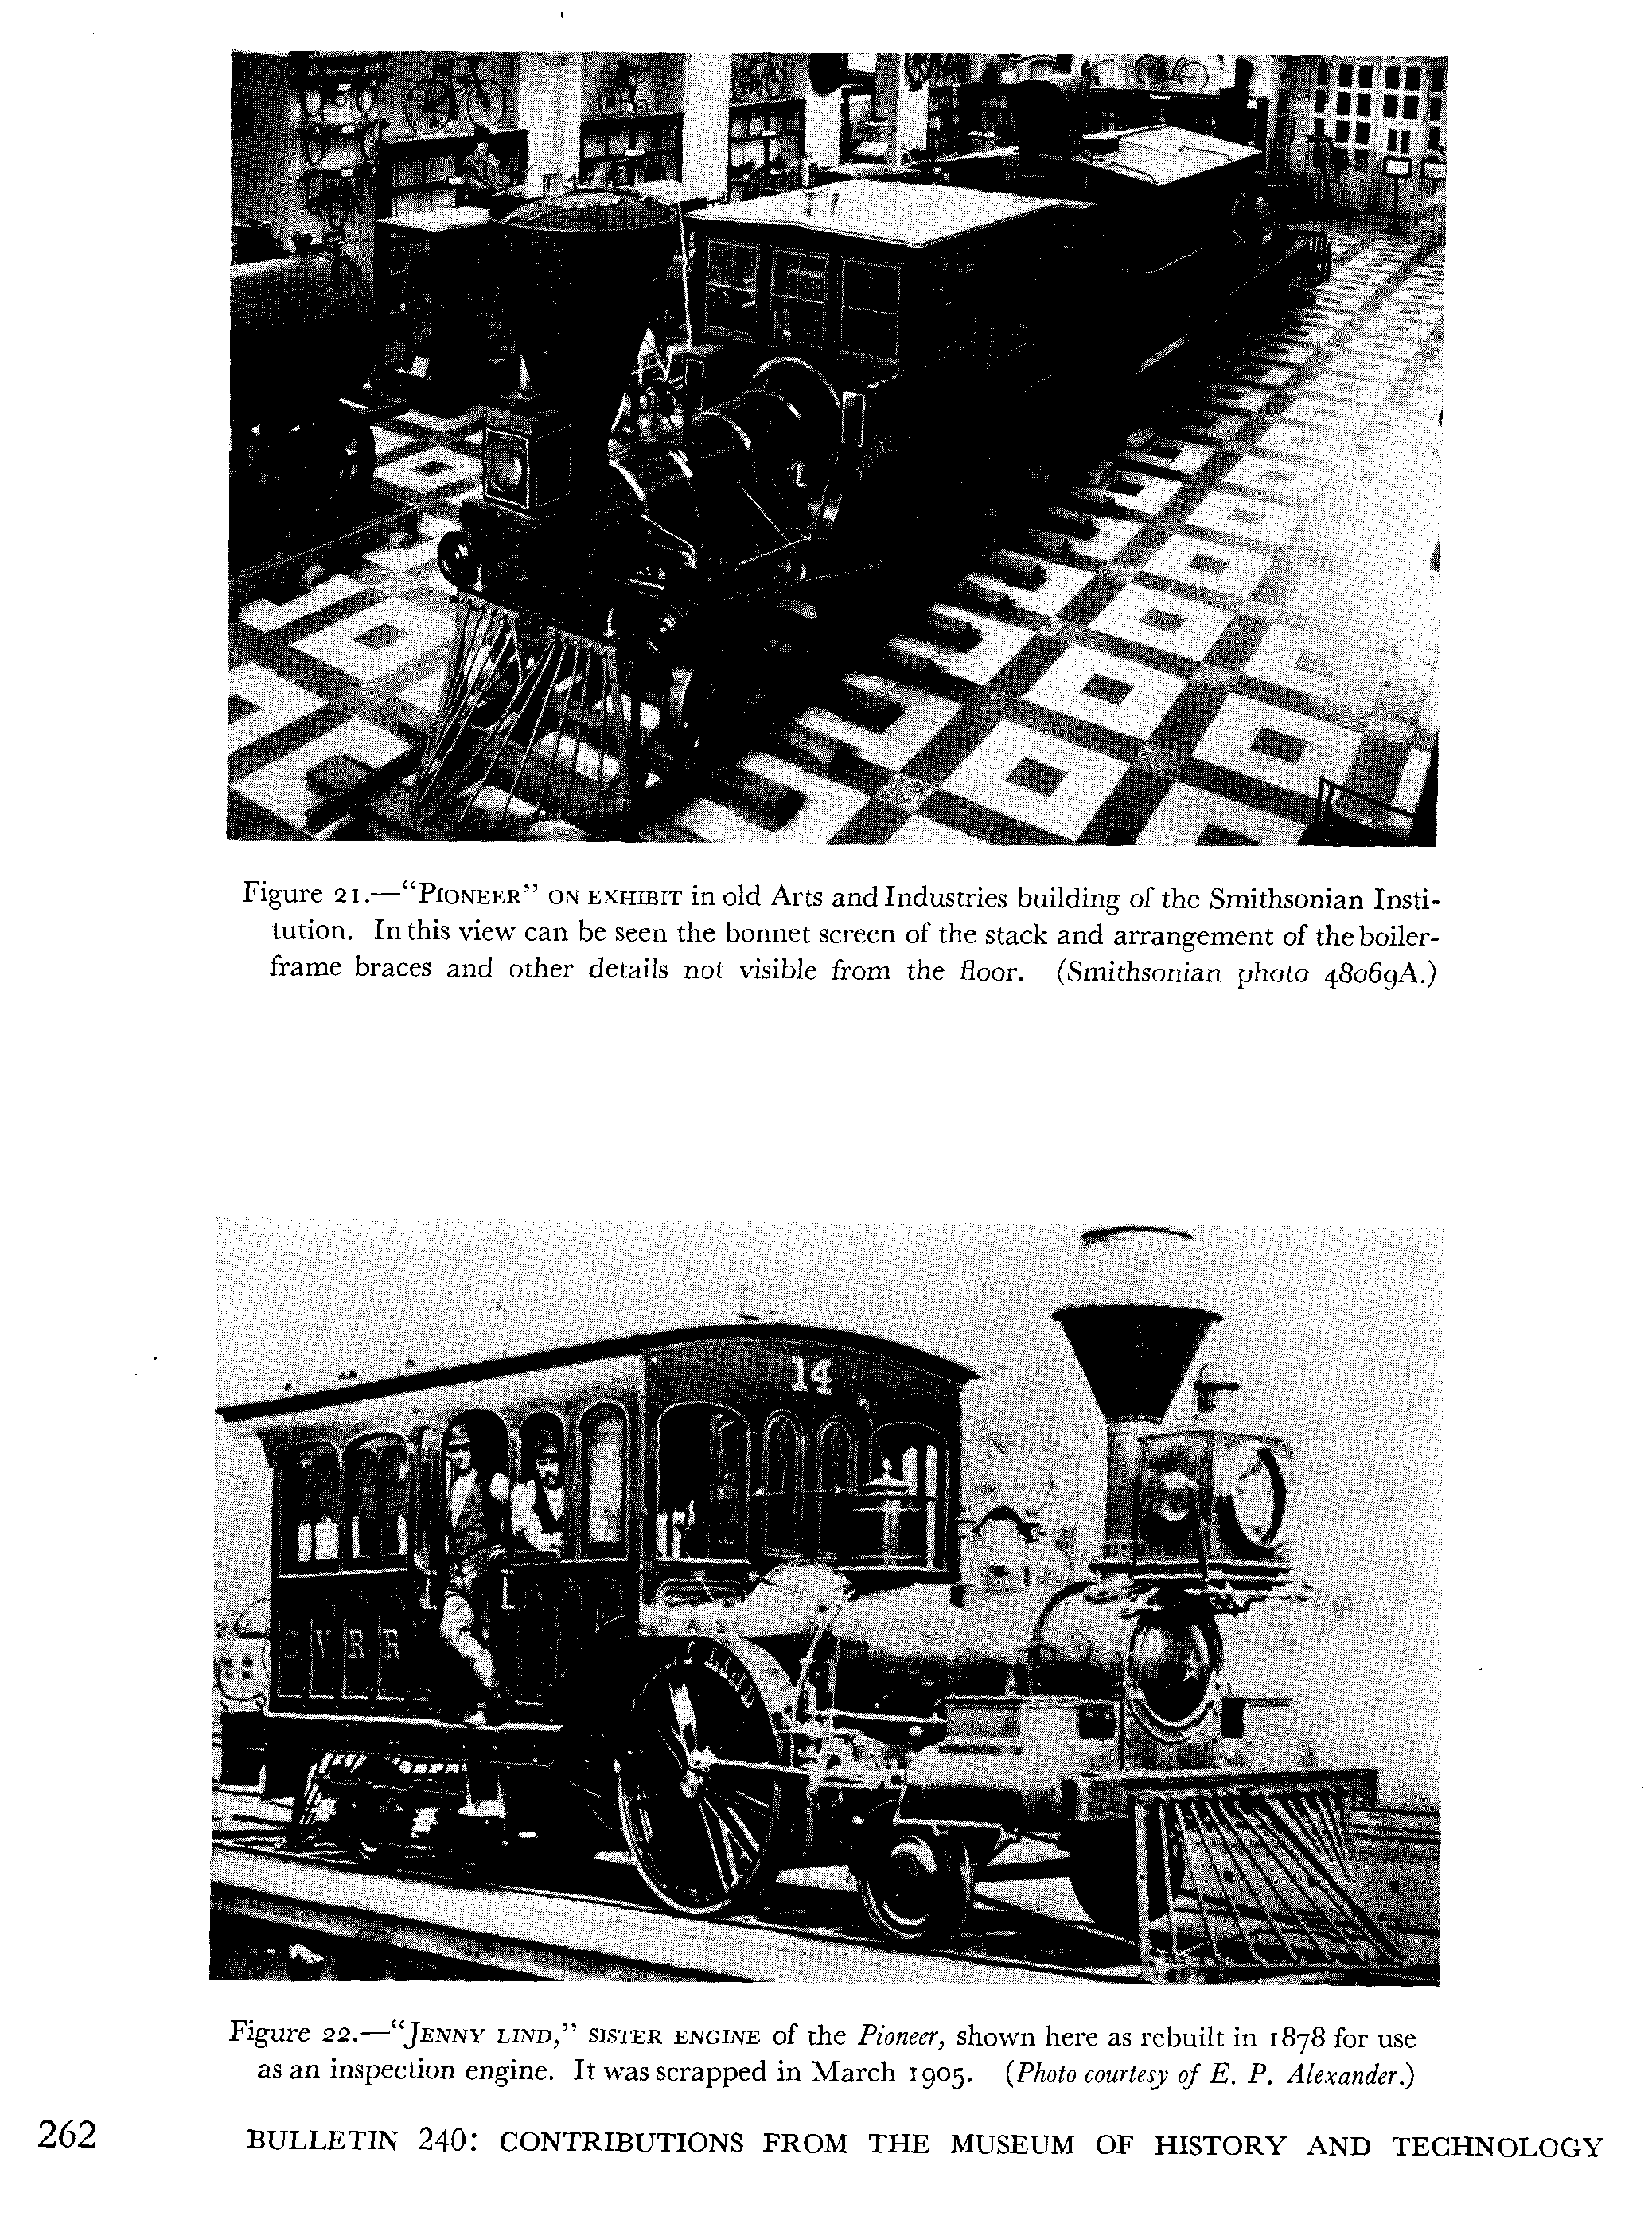 Figure 21.—“PIONEER” ON EXHIBIT in old Arts and Industries building of the Smithsonian Insti-
tution. In this view can be seen the bonnet screen of the stack and arrangement of the boiler-
frame braces and other details not visible from the floor. (Smithsonian photo 48069A.)
14
C V R R
J LIND
Figure 22.—“JENNY LIND,” SISTER ENGINE of the Pioneer, shown here as rebuilt in 1878 for use
as an inspection engine. It was scrapped in March 1905. (Photo courtesy of E. P. Alexander.)
262 BULLETIN 240: CONTRIBUTIONS FROM THE MUSEUM OF HISTORY AND TECHNOLOGY